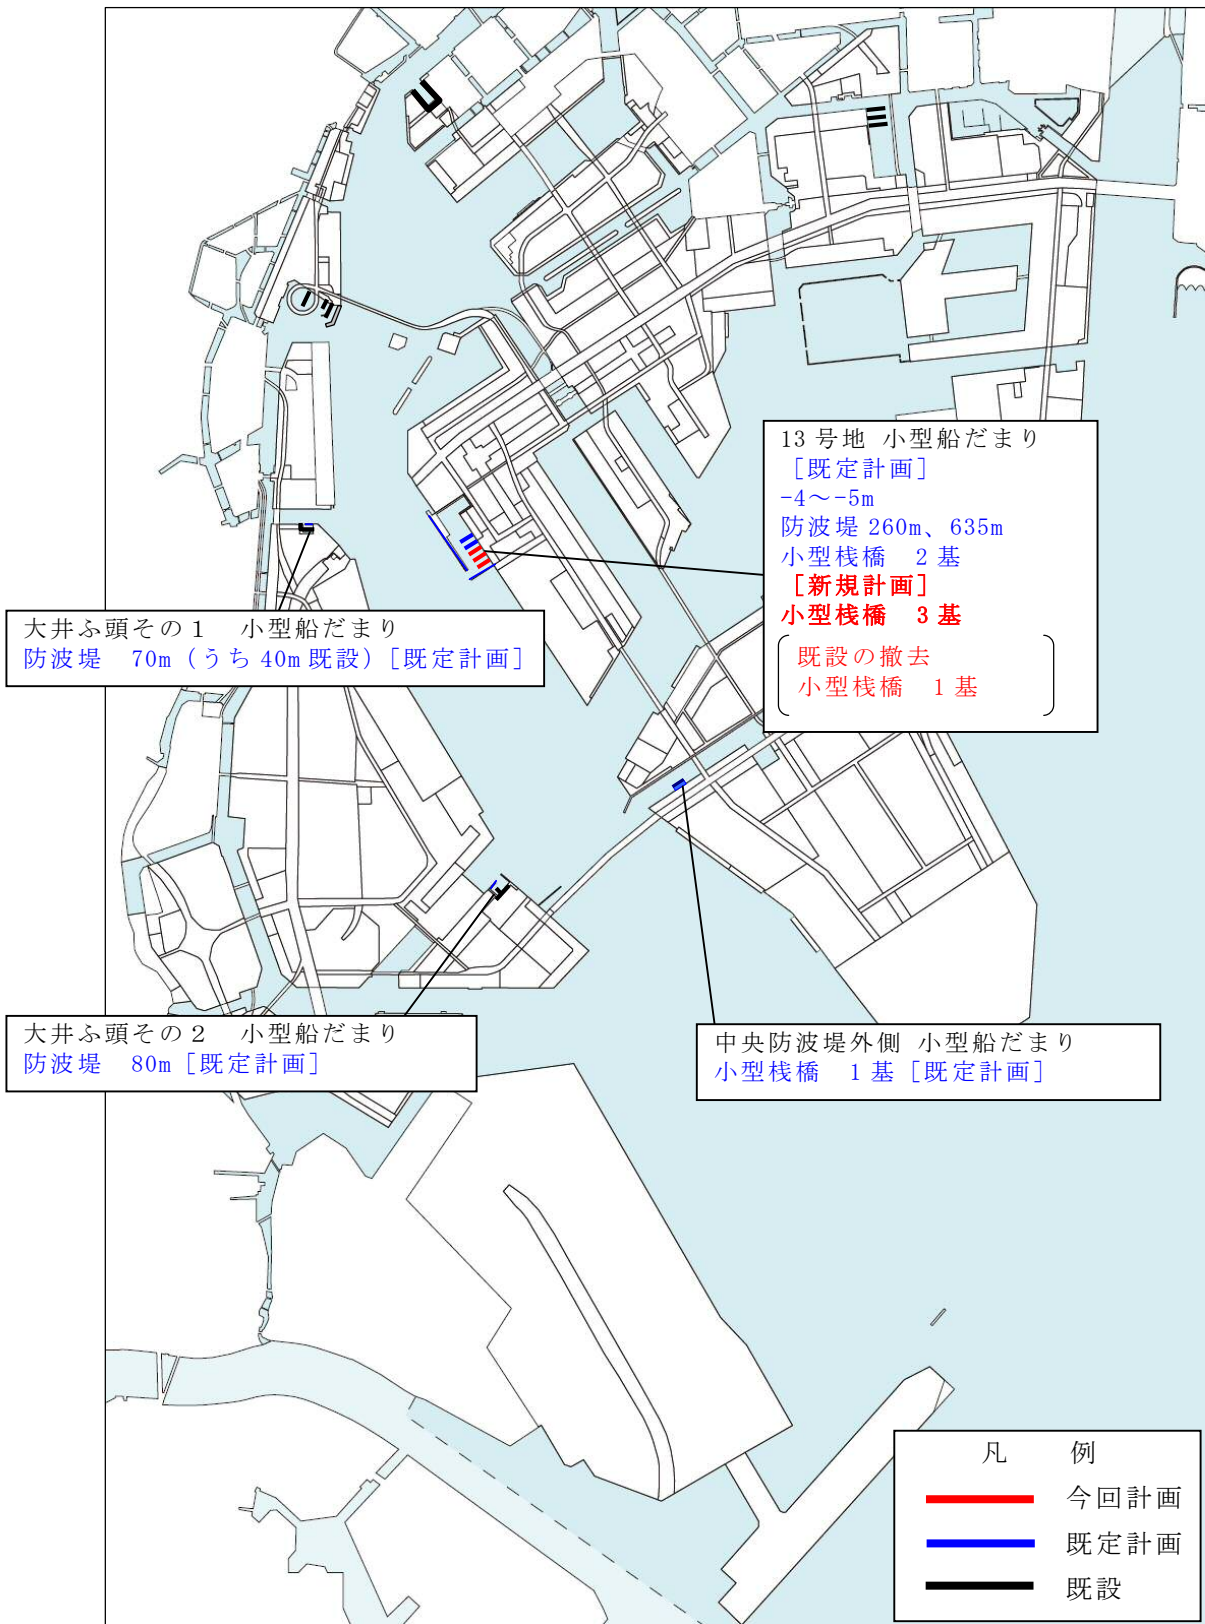 13号地 小型船だまり
［既定計画］
-4～-5m
防波堤 260m、635m
小型桟橋　2基
［新規計画］
小型桟橋　3基
既設の撤去
小型桟橋　1基
大井ふ頭その１　小型船だまり
防波堤　70m（うち40m既設）［既定計画］
大井ふ頭その２　小型船だまり
防波堤　80m［既定計画］
中央防波堤外側 小型船だまり
小型桟橋　1基［既定計画］
凡　例
今回計画
既定計画
既設